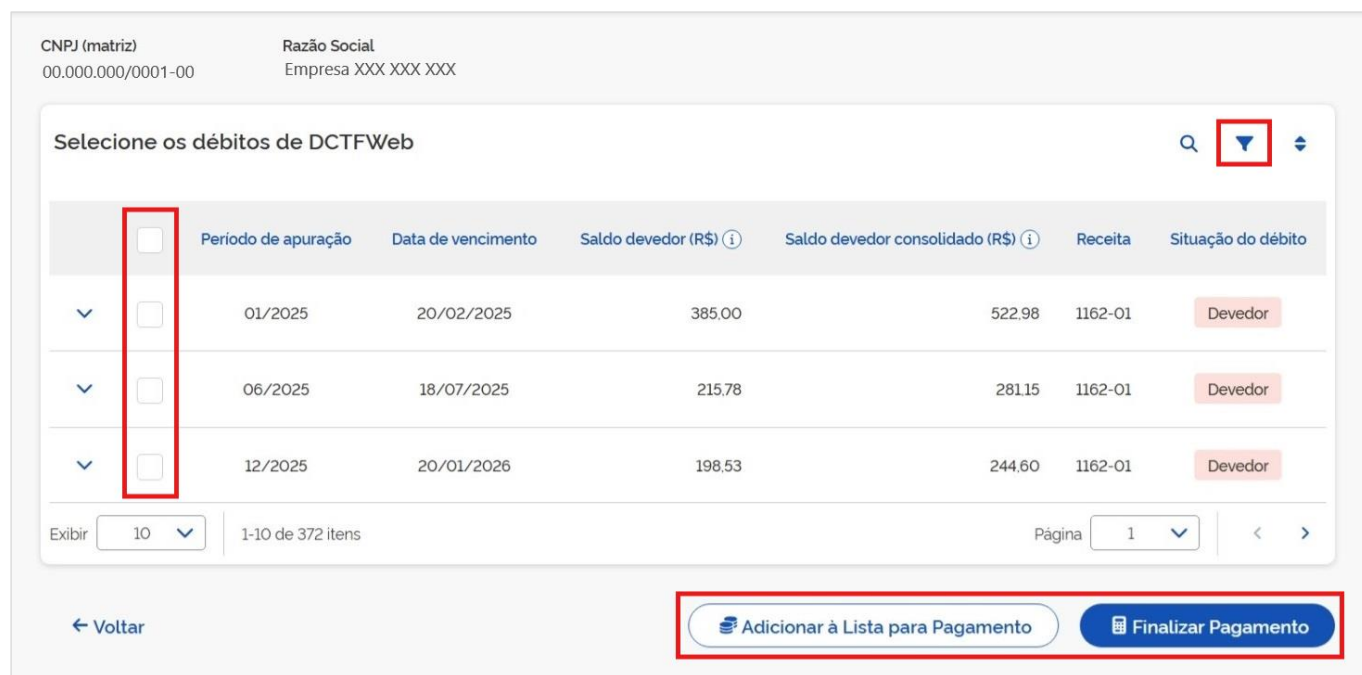 CNPJ (matriz) Razão Social
00.000.000/0001-00 Empresa XXX XXX XXX
Selecione os débitos de DCTFWeb
Período de apuração Data de vencimento Saldo devedor (R$) i Saldo devedor consolidado (R$) i Receita Situação do débito
01/2025 20/02/2025 385,00 522,98 1162-01 Devedor
06/2025 18/07/2025 215,78 281,15 1162-01 Devedor
12/2025 20/01/2026 198,53 244,60 1162-01 Devedor
Exibir 10 1-10 de 372 itens Página 1
Voltar Adicionar à Lista para Pagamento Finalizar Pagamento